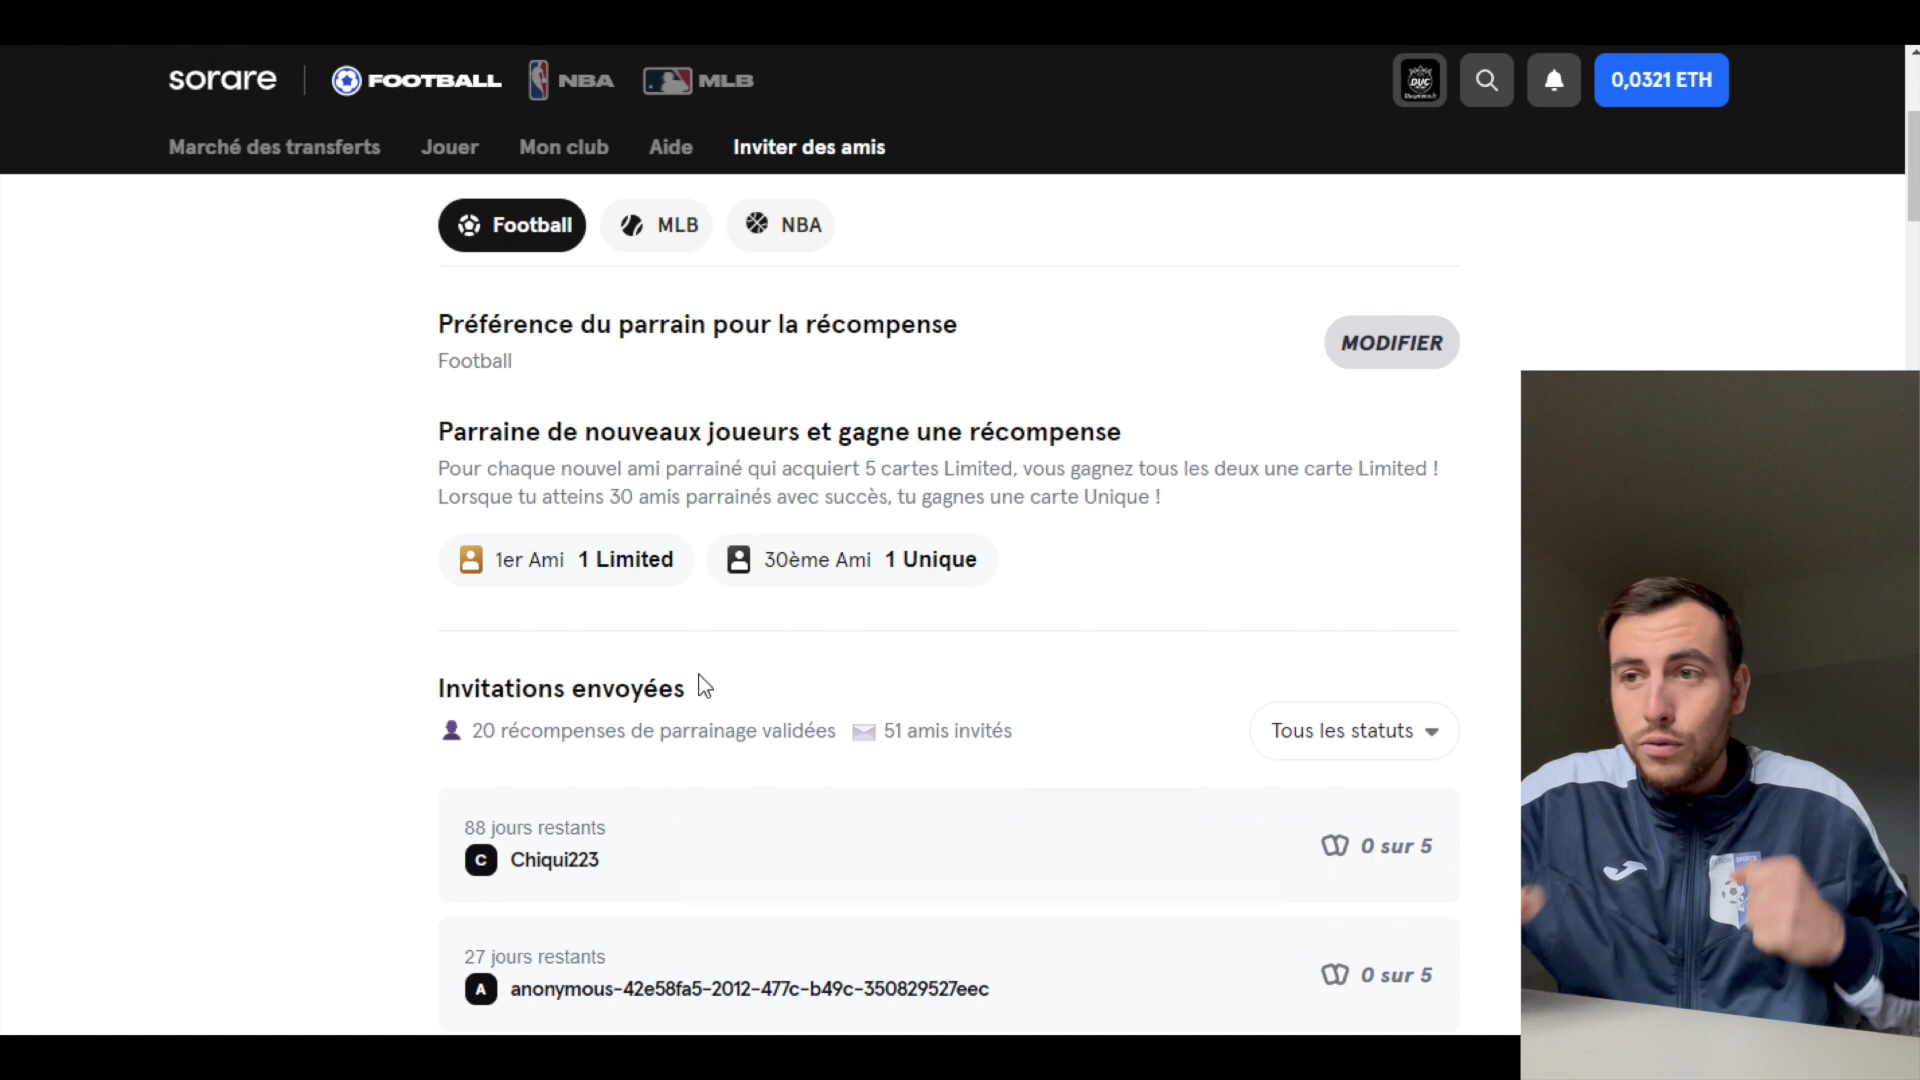 sorare
FOOTBALL
NBA
MLB
DUC
0,0321 ETH
Marché des transferts
Jouer
Mon club
Aide
Inviter des amis
Football
MLB
NBA
Préférence du parrain pour la récompense
Football
MODIFIER
Parraine de nouveaux joueurs et gagne une récompense
Pour chaque nouvel ami parrainé qui acquiert 5 cartes Limited, vous gagnez tous les deux une carte Limited !
Lorsque tu atteins 30 amis parrainés avec succès, tu gagnes une carte Unique !
1er Ami 1 Limited
30ème Ami 1 Unique
Invitations envoyées
20 récompenses de parrainage validées
51 amis invités
Tous les statuts
88 jours restants
C Chiqui223
0 sur 5
27 jours restants
A anonymous-42e58fa5-2012-477c-b49c-350829527eec
0 sur 5
SPORTS